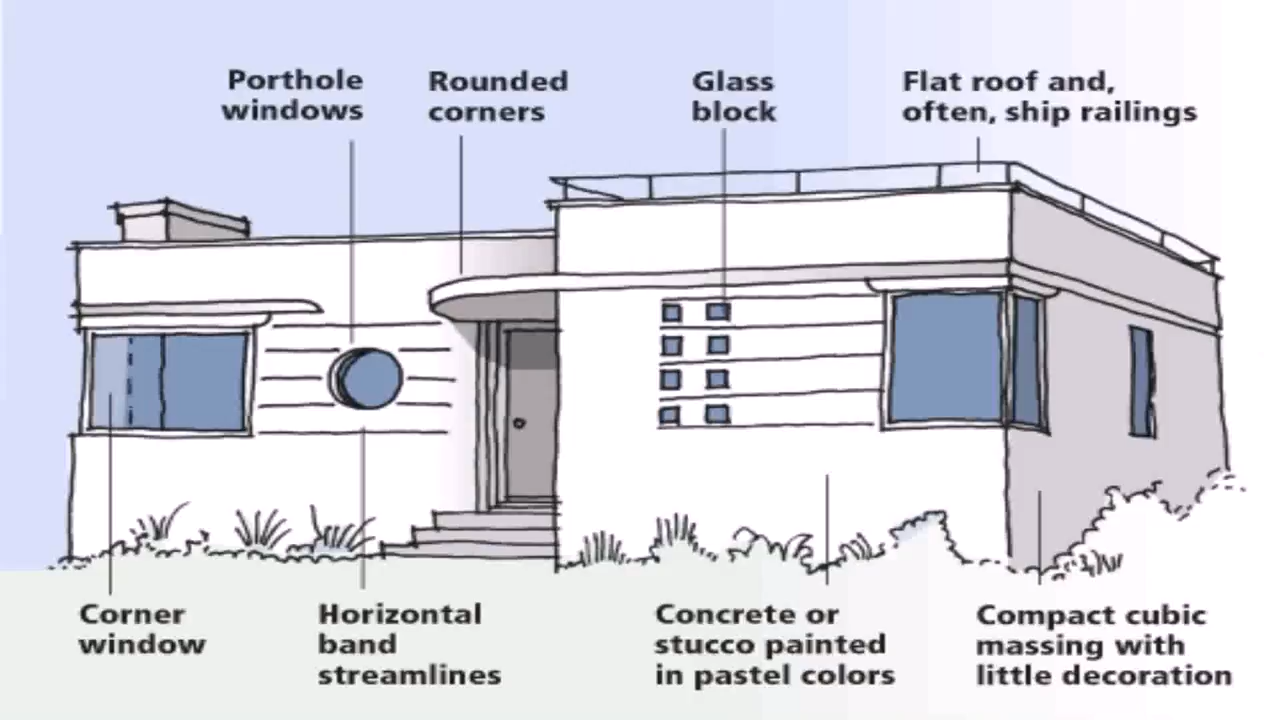 Porthole
windows
Rounded
corners
Glass
block
Flat roof and,
often, ship railings
Corner
window
Horizontal
band
streamlines
Concrete or
stucco painted
in pastel colors
Compact cubic
massing with
little decoration